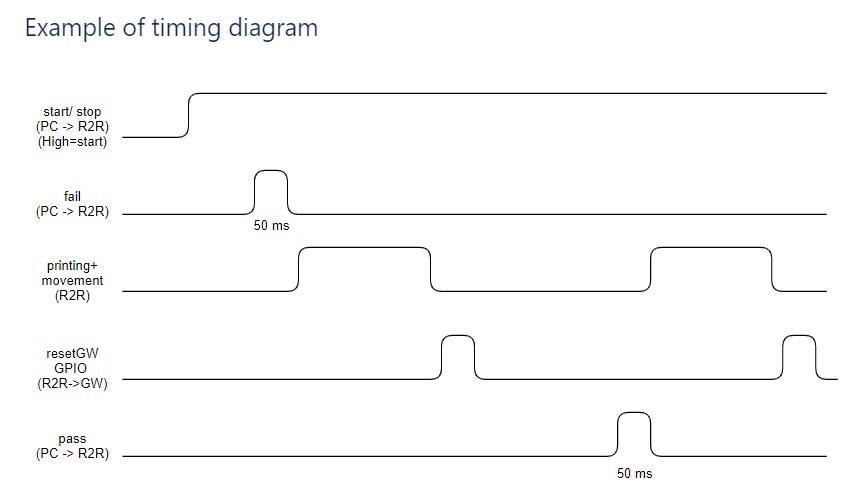 Example of timing diagram
start/ stop
(PC -> R2R)
(High=start)
fail
(PC -> R2R)
50 ms
printing+
movement
(R2R)
resetGW
GPIO
(R2R->GW)
pass
(PC -> R2R)
50 ms